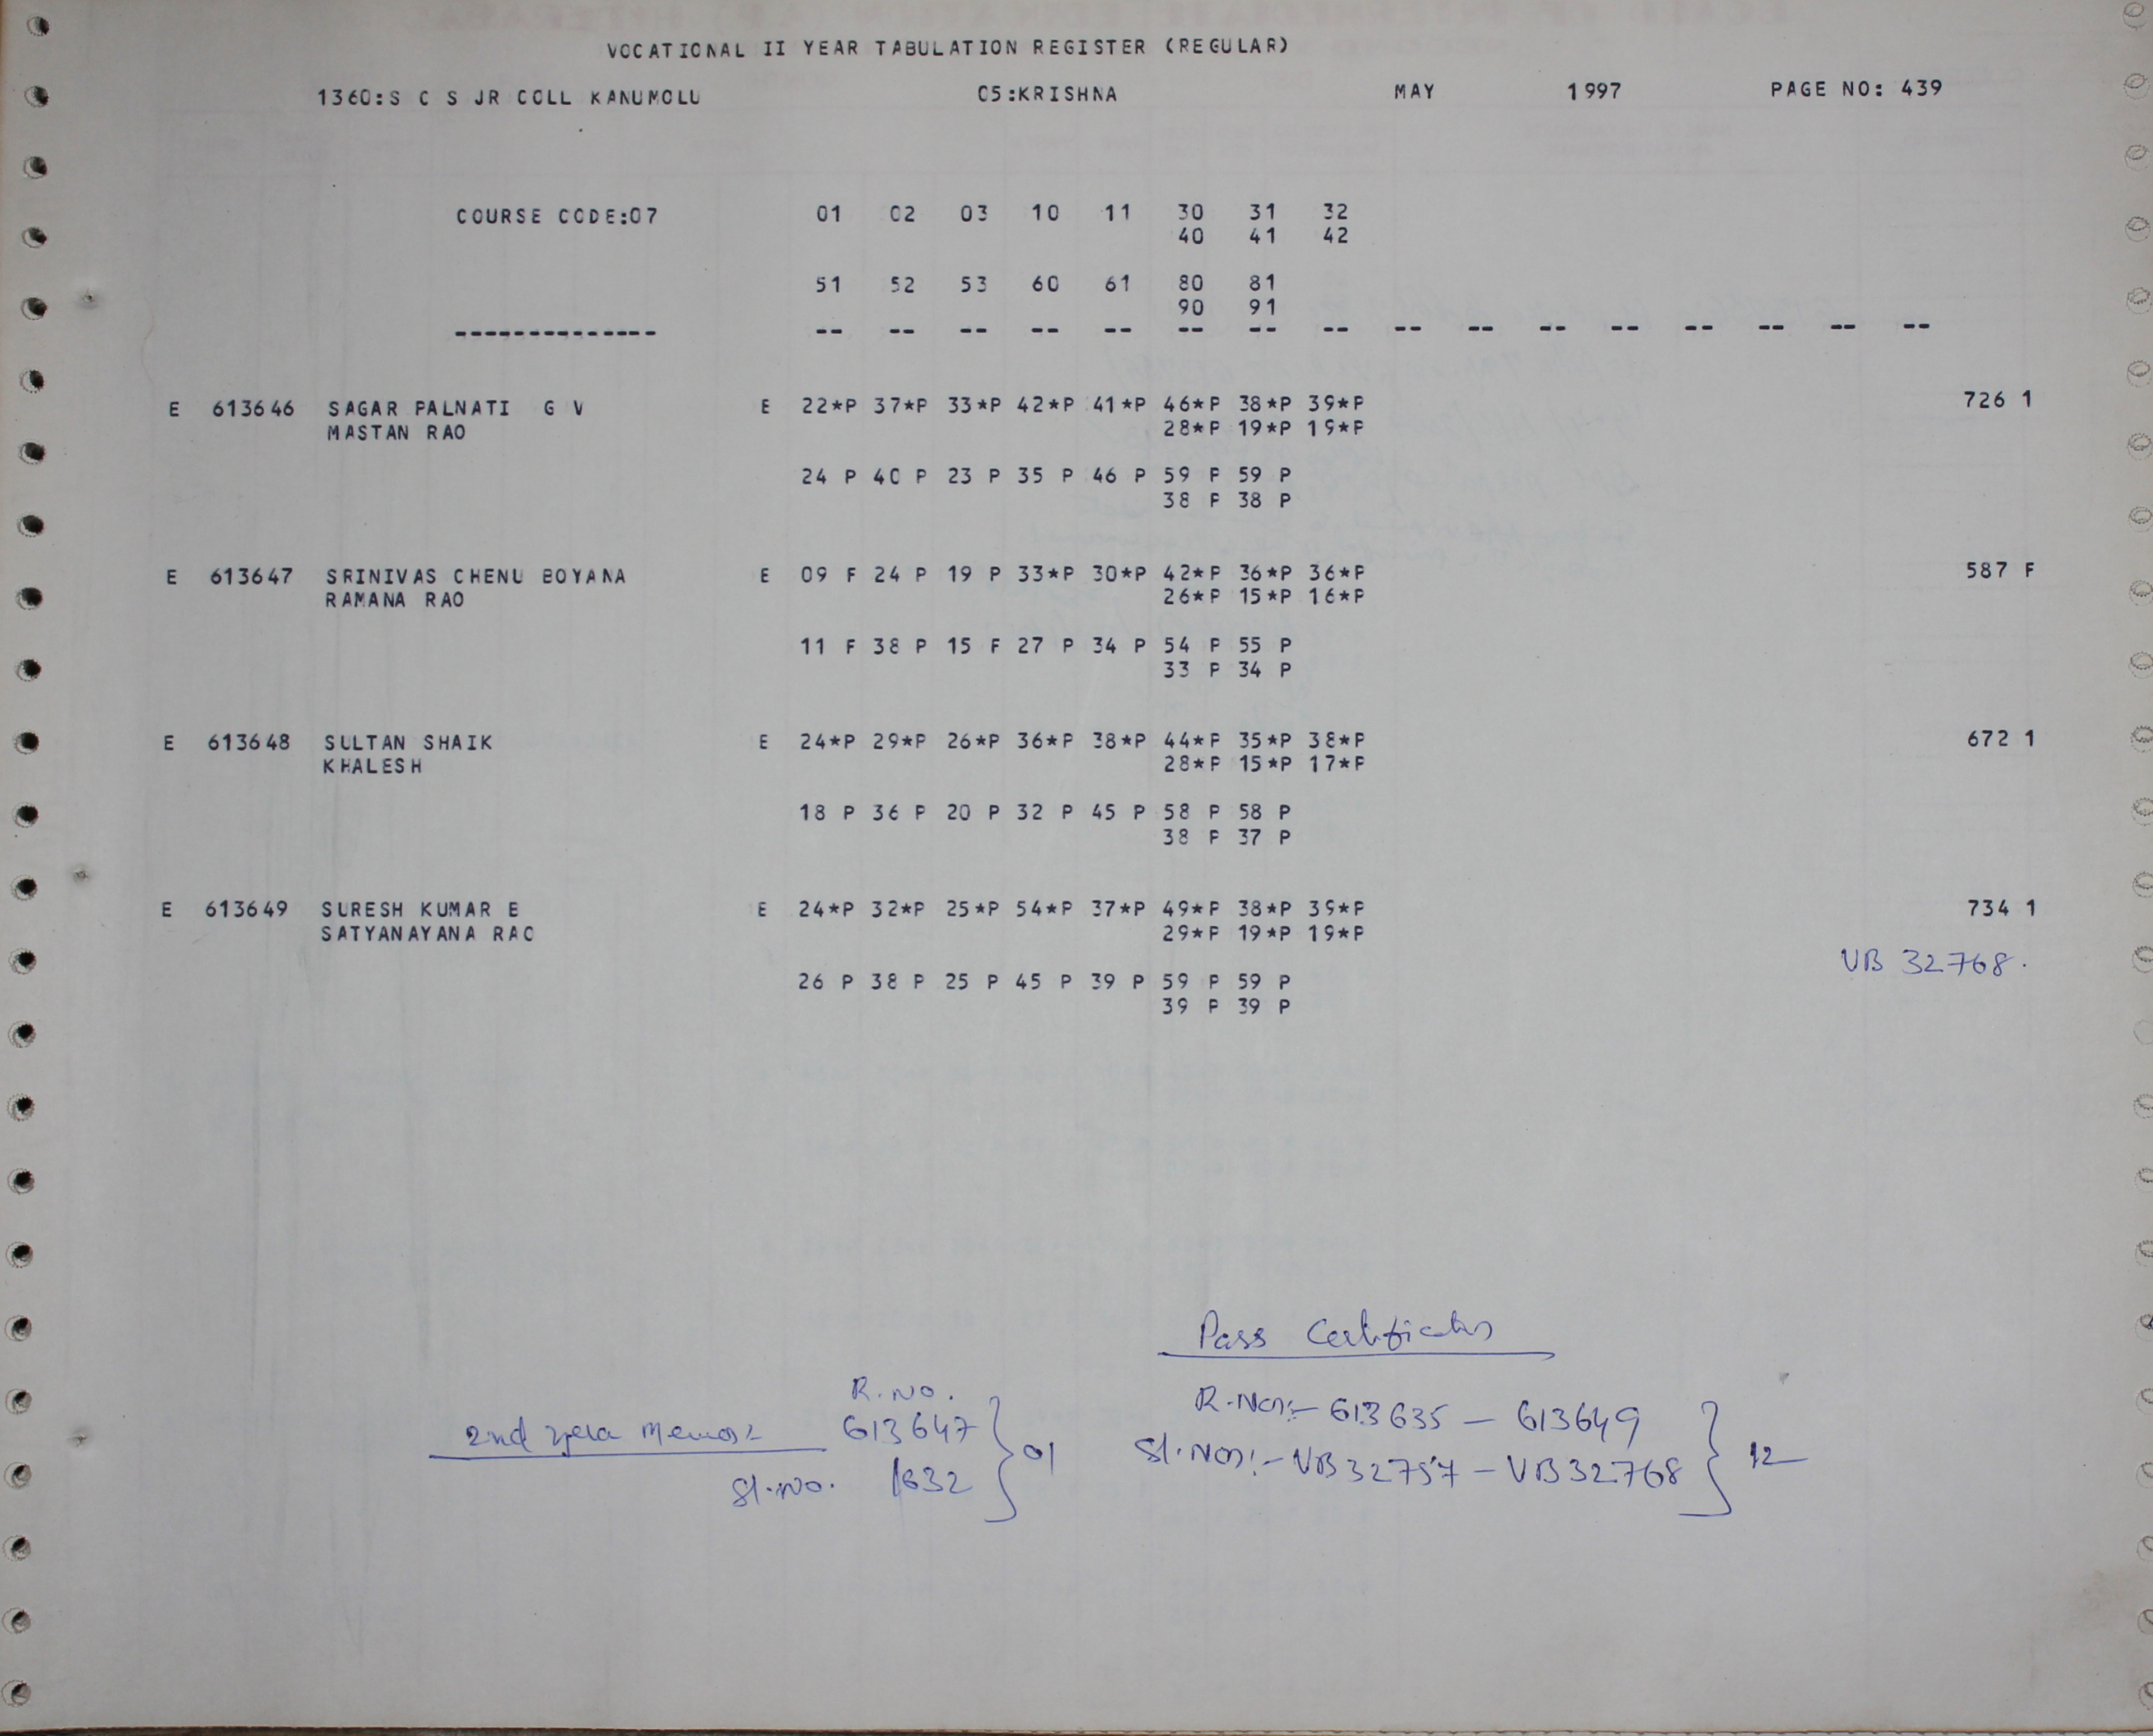 VOCATIONAL II YEAR TABULATION REGISTER (REGULAR)
1360:S C S JR COLL KANUMOLU 05:KRISHNA MAY 1997 PAGE NO: 439
COURSE CODE:07 01 02 03 10 11 30 31 32
40 41 42
51 52 53 60 61 80 81
90 91
-------------- -- -- -- -- -- -- -- -- -- -- -- -- -- -- -- --
E 613646 SAGAR PALNATI G V E 22*P 37*P 33*P 42*P 41*P 46*P 38*P 39*P 726 1
MASTAN RAO 28*P 19*P 19*P
24 P 40 P 23 P 35 P 46 P 59 P 59 P
38 P 38 P
E 613647 SRINIVAS CHENU BOYANA E 09 F 24 P 19 P 33*P 30*P 42*P 36*P 36*P 587 F
RAMANA RAO 26*P 15*P 16*P
11 F 38 P 15 F 27 P 34 P 54 P 55 P
33 P 34 P
E 613648 SULTAN SHAIK E 24*P 29*P 26*P 36*P 38*P 44*P 35*P 38*P 672 1
KHALESH 28*P 15*P 17*P
18 P 36 P 20 P 32 P 45 P 58 P 58 P
38 P 37 P
E 613649 SURESH KUMAR E E 24*P 32*P 25*P 54*P 37*P 49*P 38*P 39*P 734 1
SATYANAYANA RAO 29*P 19*P 19*P
VB 32768.
26 P 38 P 25 P 45 P 39 P 59 P 59 P
39 P 39 P
Pass Certificates
R.No. R.Nos:- 613635 - 613649
2nd 613647 } 01 Sl.Nos:- VB32757 - VB32768 } 12
Sl.No. 1832